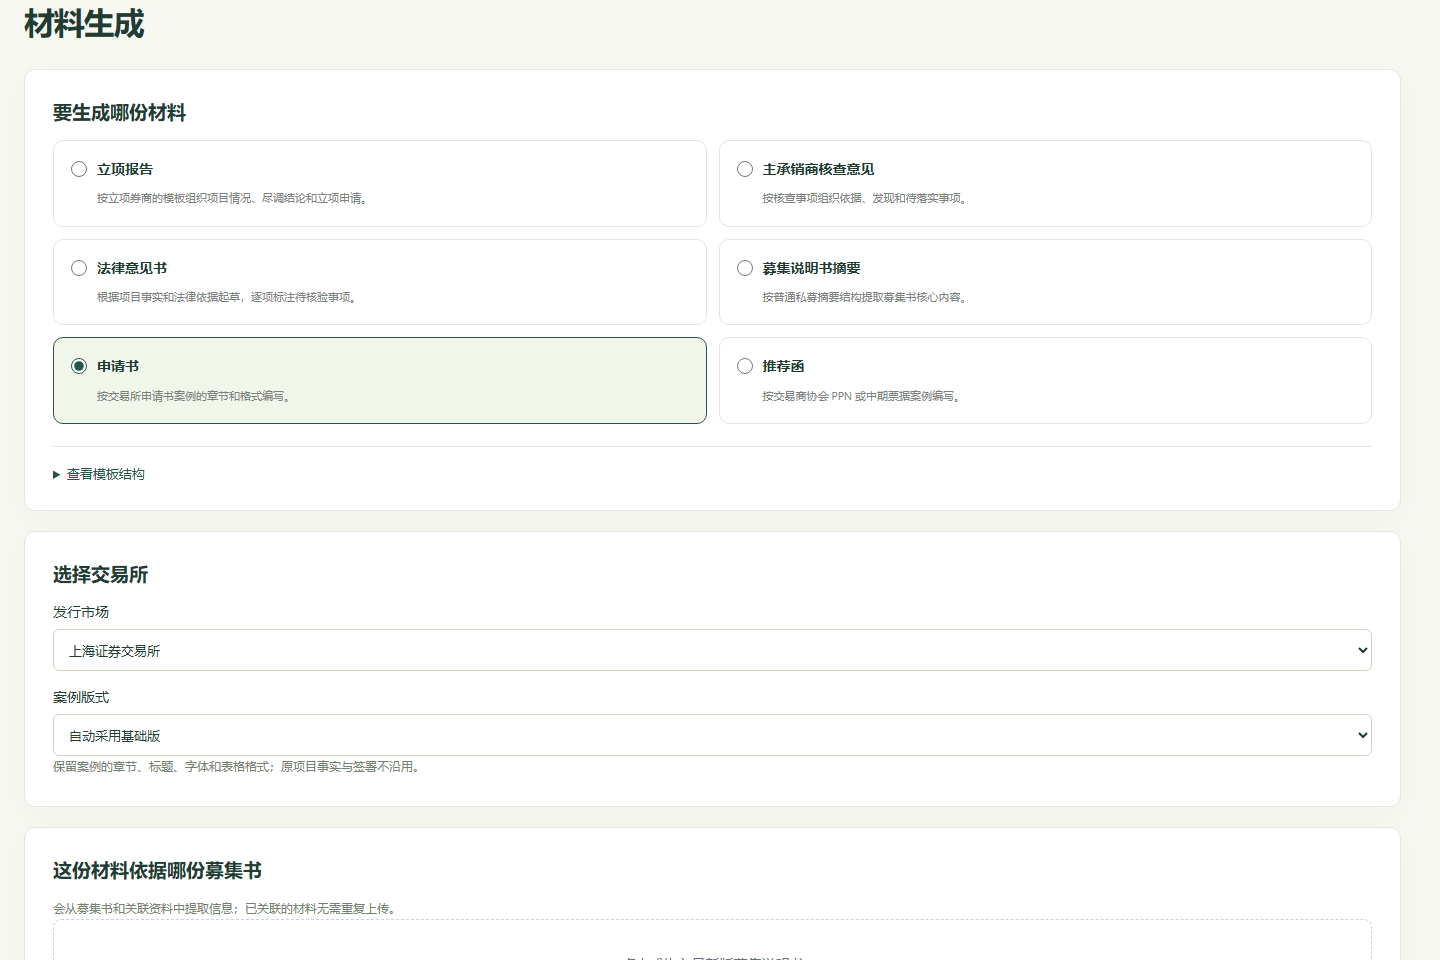 材料生成
要生成哪份材料
立项报告
按立项券商的模板组织项目情况、尽调结论和立项申请。
主承销商核查意见
按核查事项组织依据、发现和待落实事项。
法律意见书
根据项目事实和法律依据起草，逐项标注待核验事项。
募集说明书摘要
按普通私募摘要结构提取募集书核心内容。
申请书
按交易所申请书案例的章节和格式编写。
推荐函
按交易商协会 PPN 或中期票据案例编写。
查看模板结构
选择交易所
发行市场
上海证券交易所
案例版式
自动采用基础版
保留案例的章节、标题、字体和表格格式；原项目事实与签署不沿用。
这份材料依据哪份募集书
会从募集书和关联资料中提取信息；已关联的材料无需重复上传。